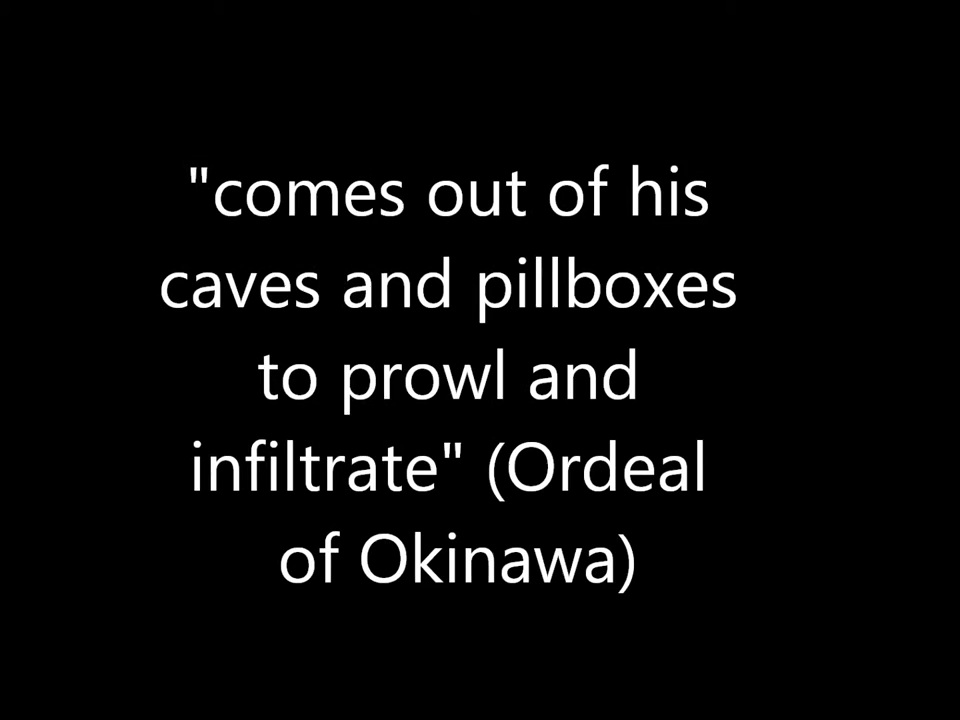 "comes out of his
caves and pillboxes
to prowl and
infiltrate" (Ordeal
of Okinawa)